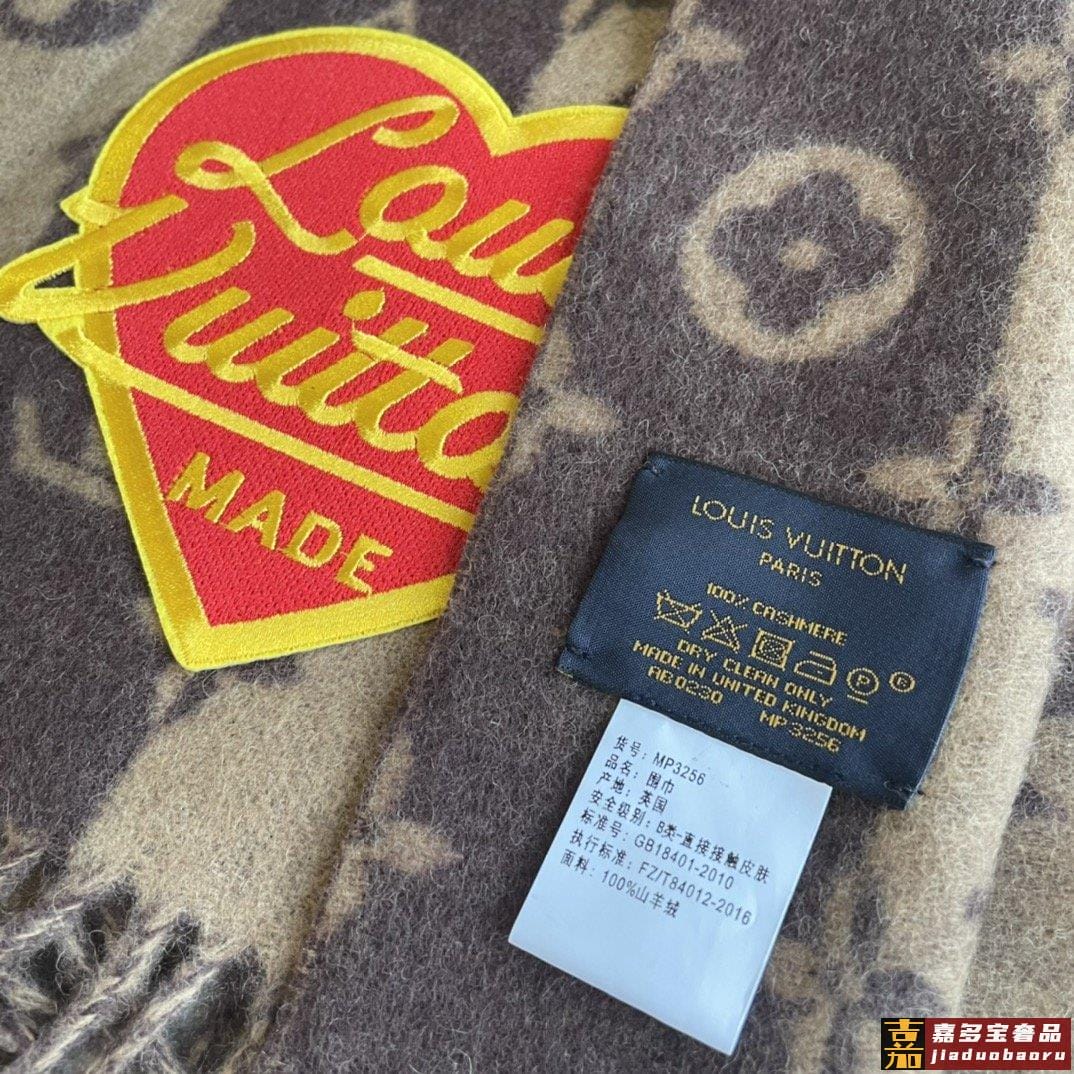 Louis
Vuitto
MADE
LOUIS VUITTON
PARIS
100% CASHMERE
P
DRY CLEAN ONLY
MADE IN UNITED KINGDOM
AB0230 MP3256
货号: MP3256
品名: 围巾
产地: 英国
安全级别: B类-直接接触皮肤
标准号: GB18401-2010
执行标准: FZ/T84012-2016
面料: 100%山羊绒
吉茄
嘉多宝奢品
jiaduobaoru